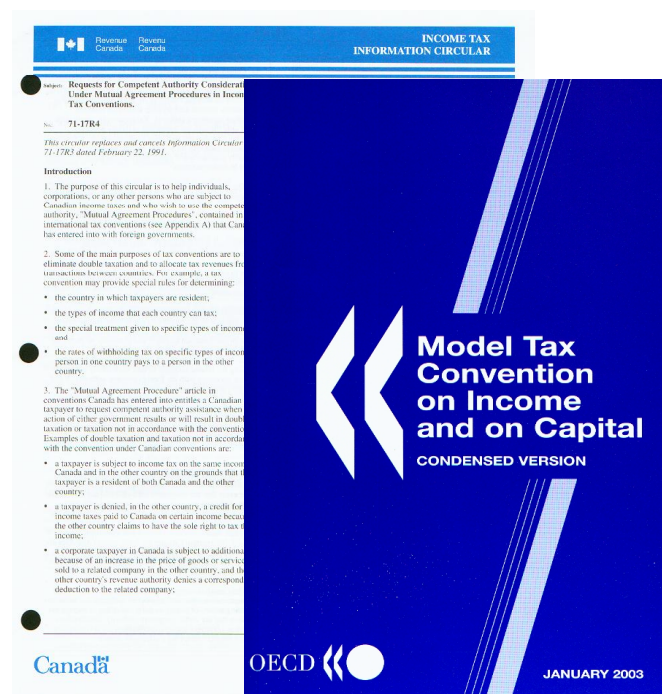 Revenue Revenu
Canada Canada
INCOME TAX
INFORMATION CIRCULAR
Subject: Requests for Competent Authority Considerati
Under Mutual Agreement Procedures in Incom
Tax Conventions.
No. 71-17R4
This circular replaces and cancels Information Circular
71-17R3 dated February 22, 1991.
Introduction
1. The purpose of this circular is to help individuals,
corporations, or any other persons who are subject to
Canadian income taxes and who wish to use the compete
authority, "Mutual Agreement Procedures", contained in
international tax conventions (see Appendix A) that Cana
has entered into with foreign governments.
2. Some of the main purposes of tax conventions are to
eliminate double taxation and to allocate tax revenues fr
transactions between countries. For example, a tax
convention may provide special rules for determining:
• the country in which taxpayers are resident;
• the types of income that each country can tax;
• the special treatment given to specific types of income
and
• the rates of withholding tax on specific types of incom
person in one country pays to a person in the other
country.
3. The "Mutual Agreement Procedure" article in
conventions Canada has entered into entitles a Canadian
taxpayer to request competent authority assistance when
action of either government results or will result in doubl
taxation or taxation not in accordance with the conventio
Examples of double taxation and taxation not in accordan
with the convention under Canadian conventions are:
• a taxpayer is subject to income tax on the same incom
Canada and in the other country on the grounds that t
taxpayer is a resident of both Canada and the other
country;
• a taxpayer is denied, in the other country, a credit for
income taxes paid to Canada on certain income becau
the other country claims to have the sole right to tax t
income;
• a corporate taxpayer in Canada is subject to additiona
because of an increase in the price of goods or service
sold to a related company in the other country, and th
other country's revenue authority denies a correspond
deduction to the related company;
Canada
Model Tax
Convention
on Income
and on Capital
CONDENSED VERSION
OECD
JANUARY 2003